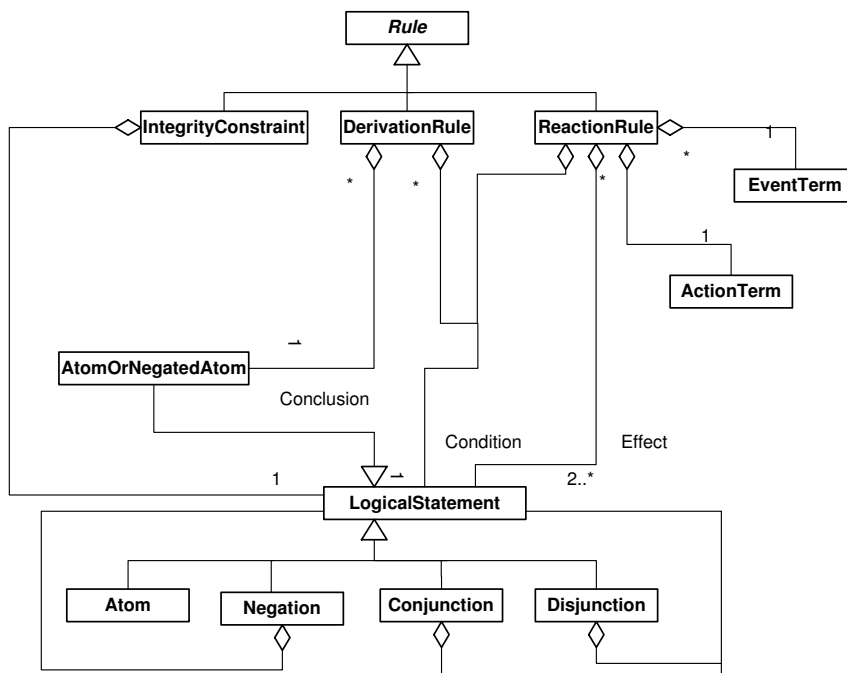 Rule
IntegrityConstraint
DerivationRule
ReactionRule
1
*
*
*
*
EventTerm
1
ActionTerm
1
AtomOrNegatedAtom
Conclusion
Condition
Effect
1
1
2..*
LogicalStatement
Atom
Negation
Conjunction
Disjunction